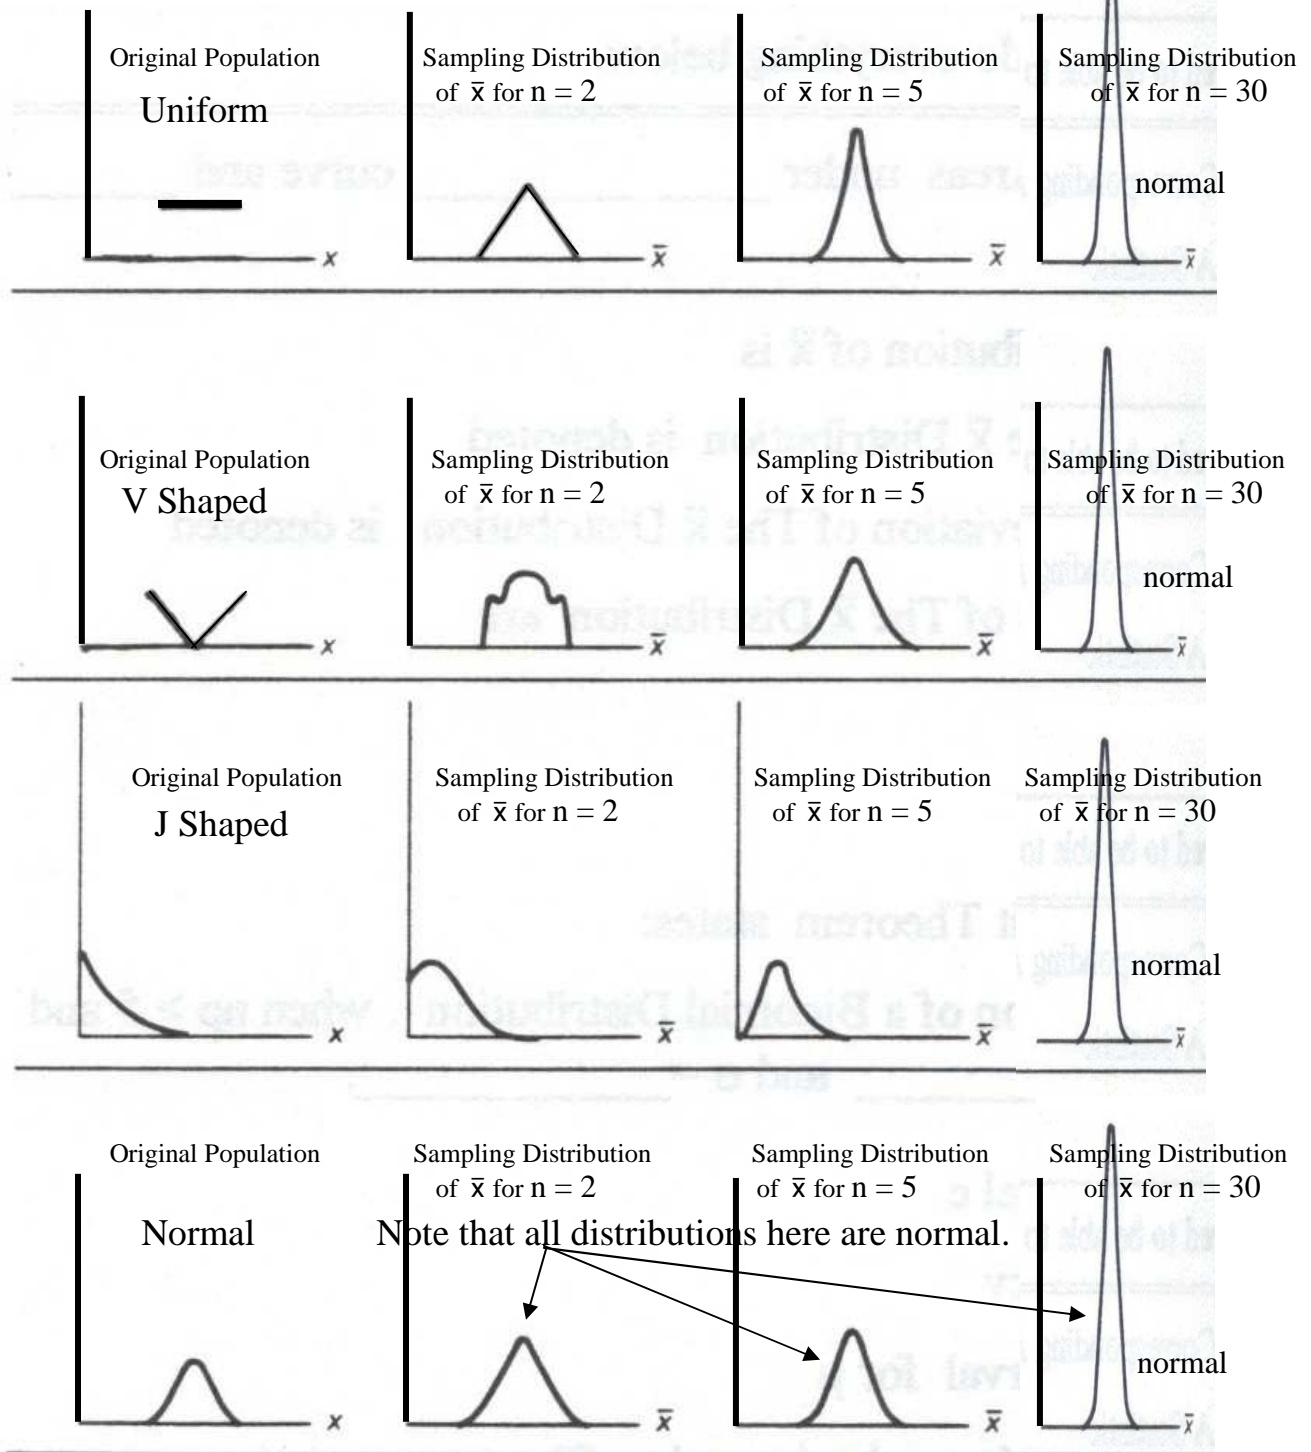 Original Population
Uniform
x
Sampling Distribution
of x̄ for n = 2
x̄
Sampling Distribution
of x̄ for n = 5
x̄
Sampling Distribution
of x̄ for n = 30
normal
x̄
Original Population
V Shaped
x
Sampling Distribution
of x̄ for n = 2
x̄
Sampling Distribution
of x̄ for n = 5
x̄
Sampling Distribution
of x̄ for n = 30
normal
x̄
Original Population
J Shaped
x
Sampling Distribution
of x̄ for n = 2
x̄
Sampling Distribution
of x̄ for n = 5
x̄
Sampling Distribution
of x̄ for n = 30
normal
x̄
Original Population
Normal
x
Sampling Distribution
of x̄ for n = 2
x̄
Sampling Distribution
of x̄ for n = 5
x̄
Sampling Distribution
of x̄ for n = 30
Note that all distributions here are normal.
normal
x̄